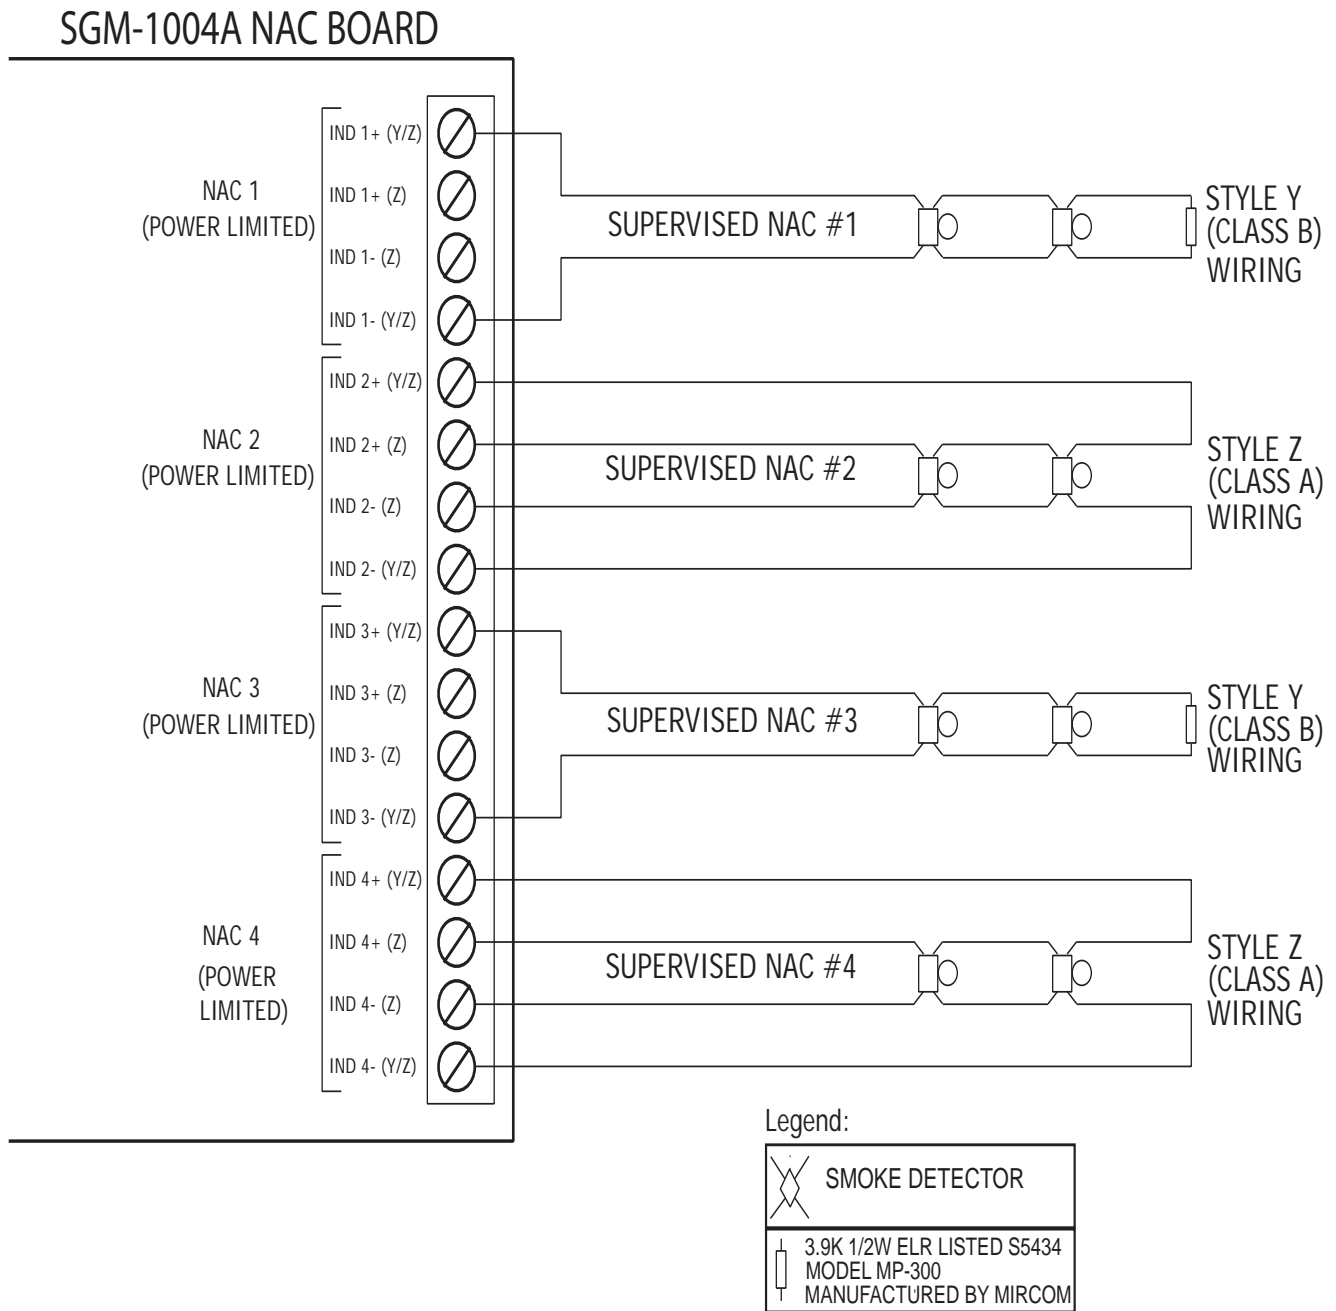 SGM-1004A NAC BOARD
NAC 1
(POWER LIMITED)
IND 1+ (Y/Z)
IND 1+ (Z)
IND 1- (Z)
IND 1- (Y/Z)
SUPERVISED NAC #1
STYLE Y
(CLASS B)
WIRING
NAC 2
(POWER LIMITED)
IND 2+ (Y/Z)
IND 2+ (Z)
IND 2- (Z)
IND 2- (Y/Z)
SUPERVISED NAC #2
STYLE Z
(CLASS A)
WIRING
NAC 3
(POWER LIMITED)
IND 3+ (Y/Z)
IND 3+ (Z)
IND 3- (Z)
IND 3- (Y/Z)
SUPERVISED NAC #3
STYLE Y
(CLASS B)
WIRING
NAC 4
(POWER
LIMITED)
IND 4+ (Y/Z)
IND 4+ (Z)
IND 4- (Z)
IND 4- (Y/Z)
SUPERVISED NAC #4
STYLE Z
(CLASS A)
WIRING
Legend:
SMOKE DETECTOR
3.9K 1/2W ELR LISTED S5434
MODEL MP-300
MANUFACTURED BY MIRCOM